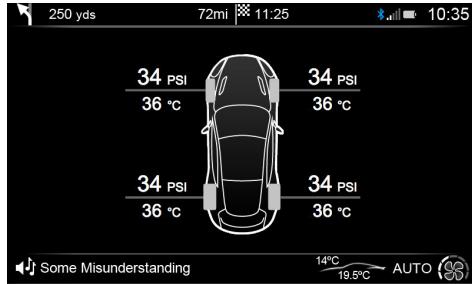 250 yds 72mi 11:25 10:35
34 PSI 34 PSI
36 °C 36 °C
34 PSI 34 PSI
36 °C 36 °C
Some Misunderstanding 14°C 19.5°C AUTO